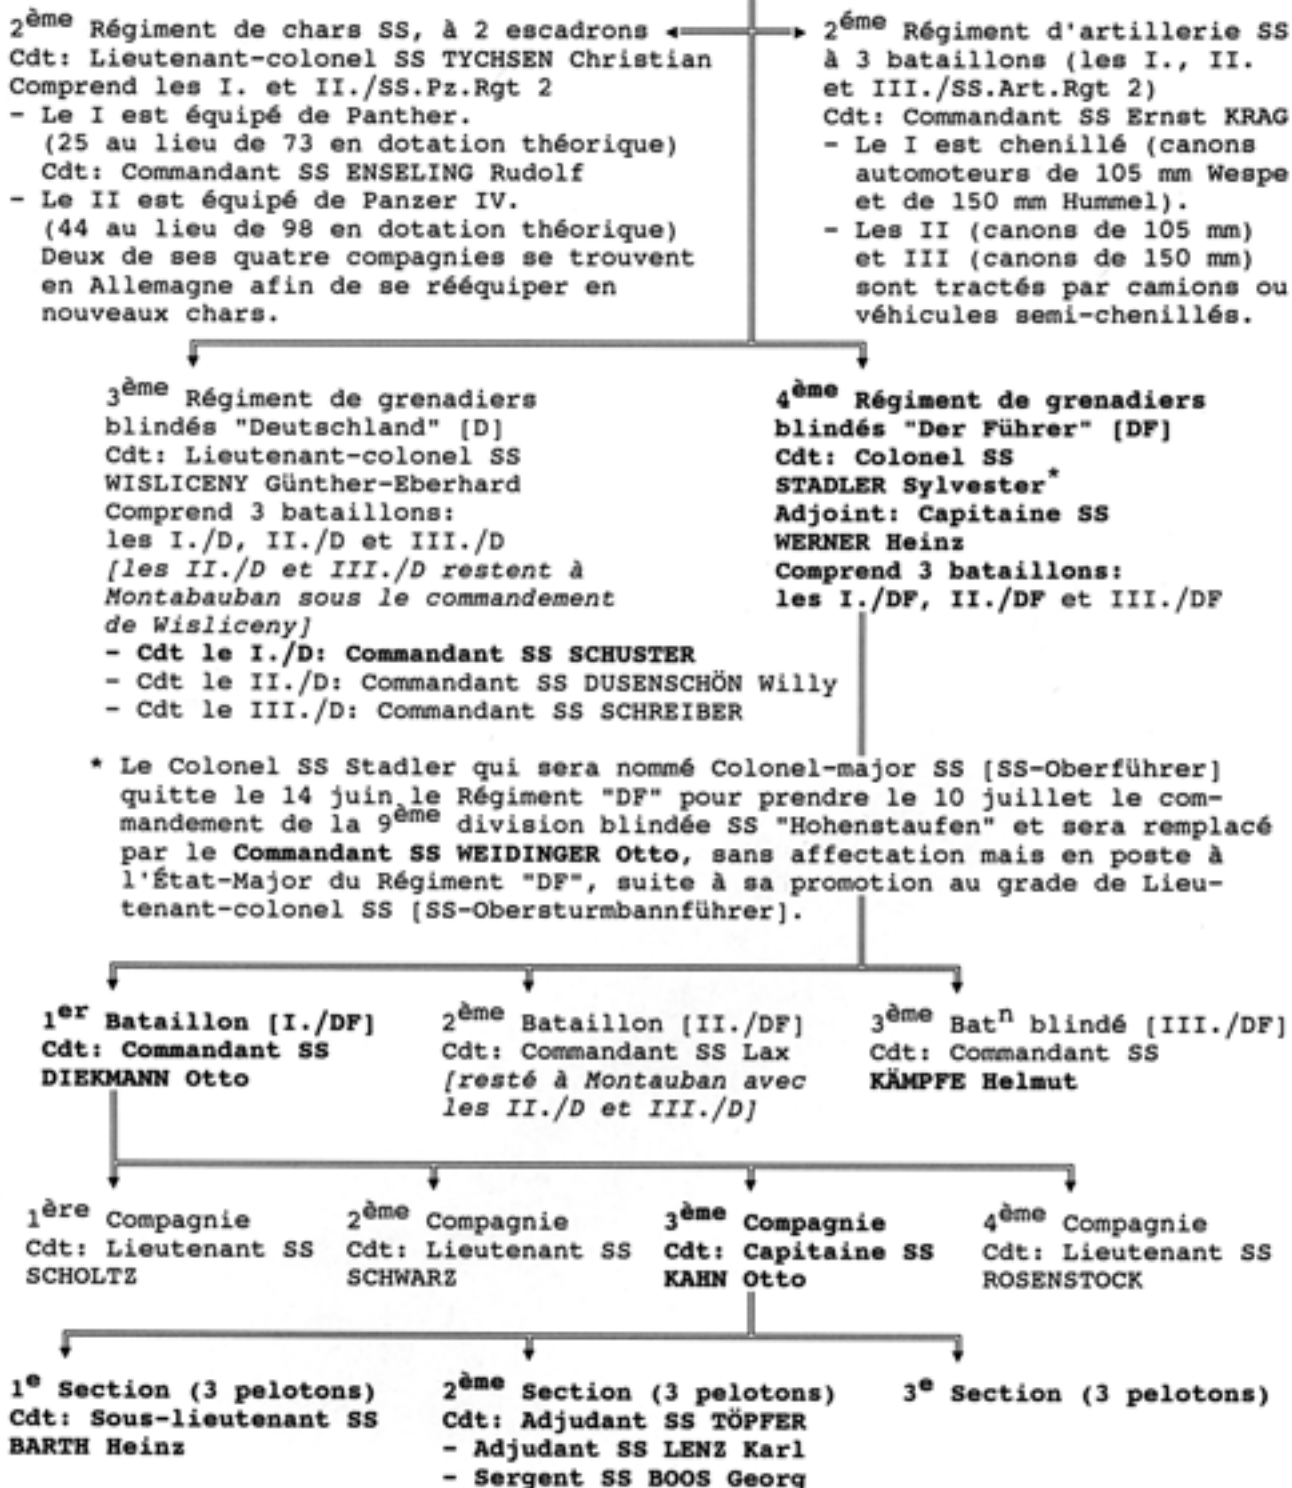 2ème Régiment de chars SS, à 2 escadrons
Cdt: Lieutenant-colonel SS TYCHSEN Christian
Comprend les I. et II./SS.Pz.Rgt 2
- Le I est équipé de Panther.
(25 au lieu de 73 en dotation théorique)
Cdt: Commandant SS ENSELING Rudolf
- Le II est équipé de Panzer IV.
(44 au lieu de 98 en dotation théorique)
Deux de ses quatre compagnies se trouvent
en Allemagne afin de se rééquiper en
nouveaux chars.
2éme Régiment d'artillerie SS
à 3 bataillons (les I., II.
et III./SS.Art.Rgt 2)
Cdt: Commandant SS Ernst KRAG
- Le I est chenillé (canons
automoteurs de 105 mm Wespe
et de 150 mm Hummel).
- Les II (canons de 105 mm)
et III (canons de 150 mm)
sont tractés par camions ou
véhicules semi-chenillés.
3ème Régiment de grenadiers
blindés "Deutschland" [D]
Cdt: Lieutenant-colonel SS
WISLICENY Günther-Eberhard
Comprend 3 bataillons:
les I./D, II./D et III./D
[les II./D et III./D restent à
Montabauban sous le commandement
de Wisliceny]
- Cdt le I./D: Commandant SS SCHUSTER
- Cdt le II./D: Commandant SS DUSENSCHÖN Willy
- Cdt le III./D: Commandant SS SCHREIBER
4ème Régiment de grenadiers
blindés "Der Führer" [DF]
Cdt: Colonel SS
STADLER Sylvester*
Adjoint: Capitaine SS
WERNER Heinz
Comprend 3 bataillons:
les I./DF, II./DF et III./DF
* Le Colonel SS Stadler qui sera nommé Colonel-major SS [SS-Oberführer]
quitte le 14 juin le Régiment "DF" pour prendre le 10 juillet le com-
mandement de la 9ème division blindée SS "Hohenstaufen" et sera remplacé
par le Commandant SS WEIDINGER Otto, sans affectation mais en poste à
l'État-Major du Régiment "DF", suite à sa promotion au grade de Lieu-
tenant-colonel SS [SS-Obersturmbannführer].
1er Bataillon [I./DF]
Cdt: Commandant SS
DIEKMANN Otto
2ème Bataillon [II./DF]
Cdt: Commandant SS Lax
[resté à Montauban avec
les II./D et III./D]
3ème Batn blindé [III./DF]
Cdt: Commandant SS
KÄMPFE Helmut
1ère Compagnie
Cdt: Lieutenant SS
SCHOLTZ
2ème Compagnie
Cdt: Lieutenant SS
SCHWARZ
3ème Compagnie
Cdt: Capitaine SS
KAHN Otto
4ème Compagnie
Cdt: Lieutenant SS
ROSENSTOCK
1e Section (3 pelotons)
Cdt: Sous-lieutenant SS
BARTH Heinz
2ème Section (3 pelotons)
Cdt: Adjudant SS TÖPFER
- Adjudant SS LENZ Karl
- Sergent SS BOOS Georg
3e Section (3 pelotons)